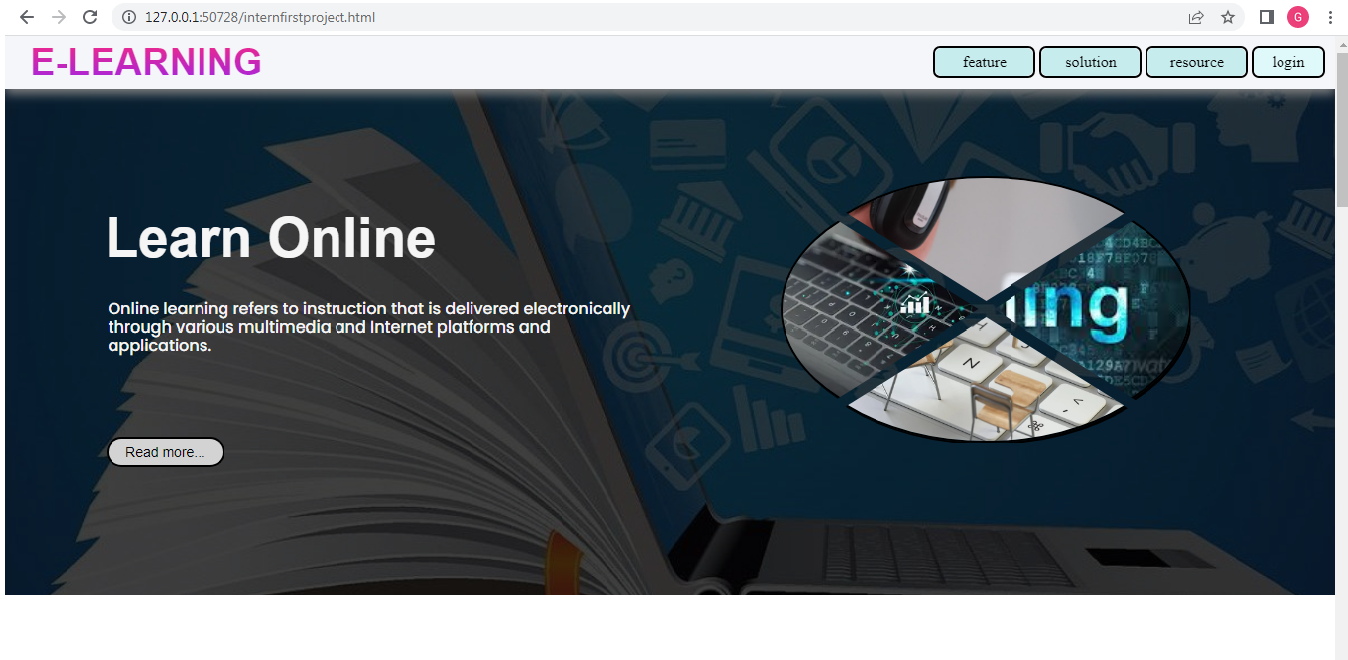 127.0.0.1:50728/internfirstproject.html
G
E-LEARNING
feature
solution
resource
login
Learn Online
Online learning refers to instruction that is delivered electronically
through various multimedia and Internet platforms and
applications.
ing
Read more...